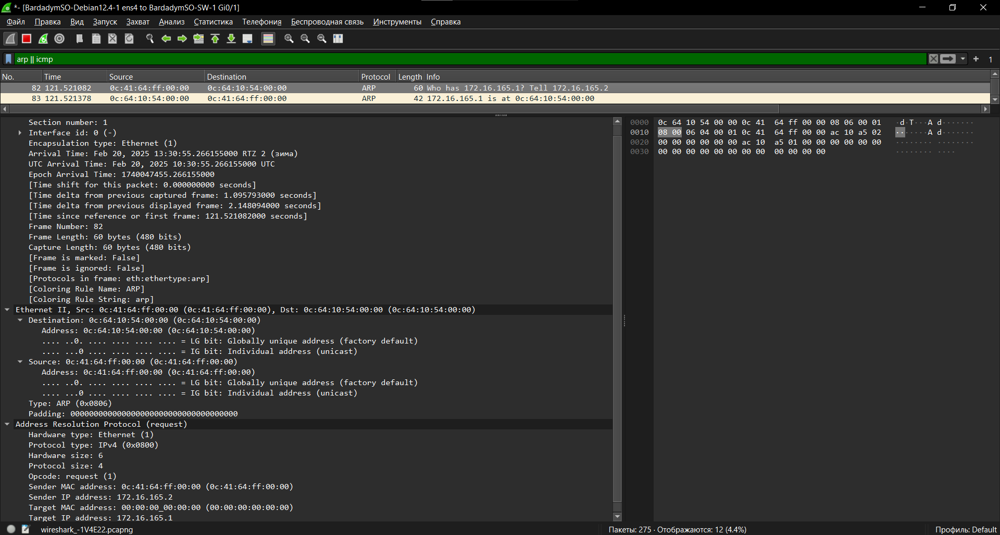 *- [BardadymSO-Debian12.4-1 ens4 to BardadymSO-SW-1 Gi0/1]
Файл Правка Вид Запуск Захват Анализ Статистика Телефония Беспроводная связь Инструменты Справка
arp || icmp
1
No. Time Source Destination Protocol Length Info
82 121.521082 0c:41:64:ff:00:00 0c:64:10:54:00:00 ARP 60 Who has 172.16.165.1? Tell 172.16.165.2
83 121.521378 0c:64:10:54:00:00 0c:41:64:ff:00:00 ARP 42 172.16.165.1 is at 0c:64:10:54:00:00
Section number: 1
Interface id: 0 (-)
Encapsulation type: Ethernet (1)
Arrival Time: Feb 20, 2025 13:30:55.266155000 RTZ 2 (зима)
UTC Arrival Time: Feb 20, 2025 10:30:55.266155000 UTC
Epoch Arrival Time: 1740047455.266155000
[Time shift for this packet: 0.000000000 seconds]
[Time delta from previous captured frame: 1.095793000 seconds]
[Time delta from previous displayed frame: 2.148094000 seconds]
[Time since reference or first frame: 121.521082000 seconds]
Frame Number: 82
Frame Length: 60 bytes (480 bits)
Capture Length: 60 bytes (480 bits)
[Frame is marked: False]
[Frame is ignored: False]
[Protocols in frame: eth:ethertype:arp]
[Coloring Rule Name: ARP]
[Coloring Rule String: arp]
Ethernet II, Src: 0c:41:64:ff:00:00 (0c:41:64:ff:00:00), Dst: 0c:64:10:54:00:00 (0c:64:10:54:00:00)
Destination: 0c:64:10:54:00:00 (0c:64:10:54:00:00)
Address: 0c:64:10:54:00:00 (0c:64:10:54:00:00)
.... ..0. .... .... .... .... = LG bit: Globally unique address (factory default)
.... ...0 .... .... .... .... = IG bit: Individual address (unicast)
Source: 0c:41:64:ff:00:00 (0c:41:64:ff:00:00)
Address: 0c:41:64:ff:00:00 (0c:41:64:ff:00:00)
.... ..0. .... .... .... .... = LG bit: Globally unique address (factory default)
.... ...0 .... .... .... .... = IG bit: Individual address (unicast)
Type: ARP (0x0806)
Padding: 000000000000000000000000000000000000
Address Resolution Protocol (request)
Hardware type: Ethernet (1)
Protocol type: IPv4 (0x0800)
Hardware size: 6
Protocol size: 4
Opcode: request (1)
Sender MAC address: 0c:41:64:ff:00:00 (0c:41:64:ff:00:00)
Sender IP address: 172.16.165.2
Target MAC address: 00:00:00_00:00:00 (00:00:00:00:00:00)
Target IP address: 172.16.165.1
0000 0c 64 10 54 00 00 0c 41 64 ff 00 00 08 06 00 01 ·d·T···A d·······
0010 08 00 06 04 00 01 0c 41 64 ff 00 00 ac 10 a5 02 ·······A d·······
0020 00 00 00 00 00 00 ac 10 a5 01 00 00 00 00 00 00 ········ ········
0030 00 00 00 00 00 00 00 00 00 00 00 00 ········ ····
wireshark_-1V4E22.pcapng
Пакеты: 275 · Отображаются: 12 (4.4%)
Профиль: Default